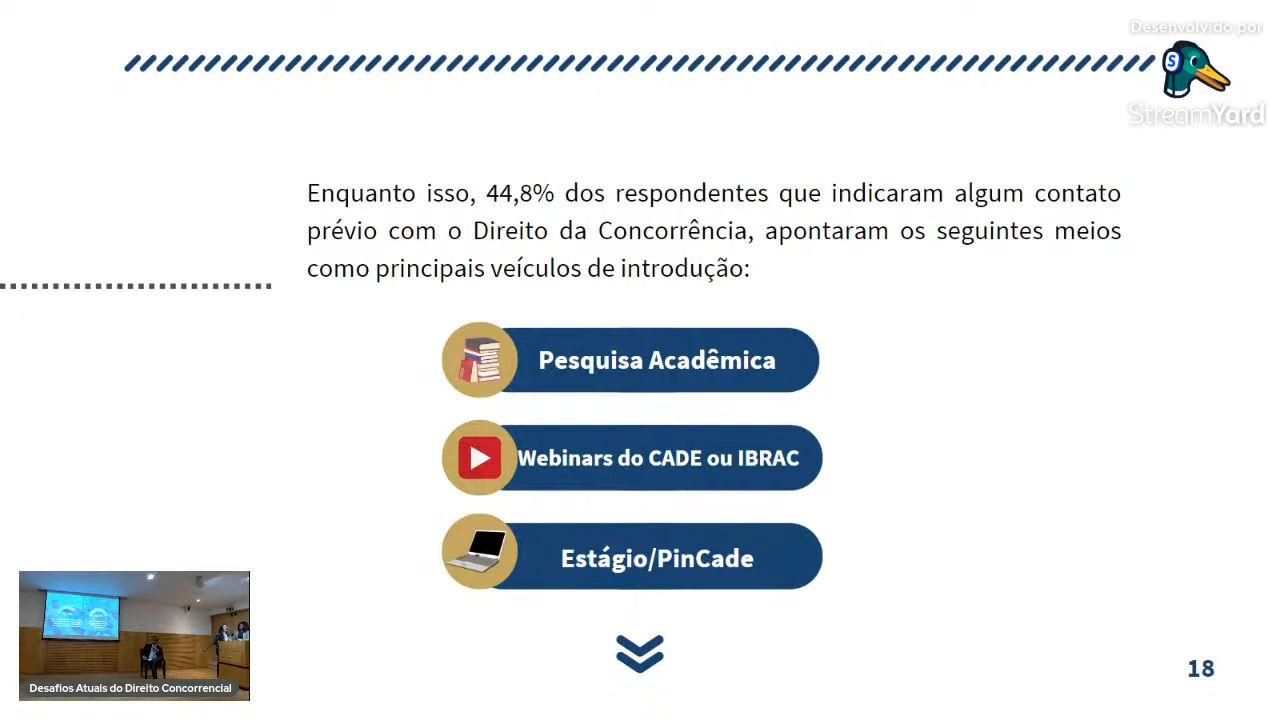 Desenvolvido por
StreamYard
Enquanto isso, 44,8% dos respondentes que indicaram algum contato
prévio com o Direito da Concorrência, apontaram os seguintes meios
como principais veículos de introdução:
Pesquisa Acadêmica
Webinars do CADE ou IBRAC
Estágio/PinCade
Desafios Atuais do Direito Concorrencial
18